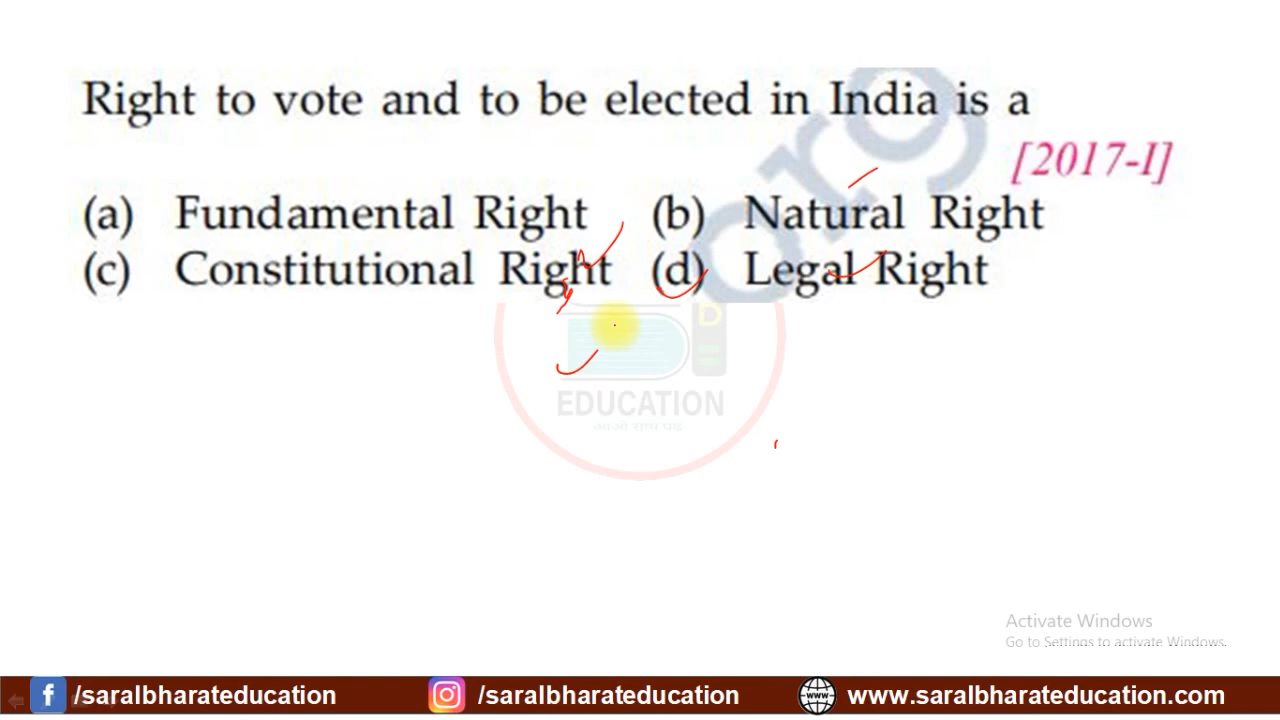 Right to vote and to be elected in India is a
[2017-I]
(a) Fundamental Right (b) Natural Right
(c) Constitutional Right (d) Legal Right
org
D
EDUCATION
Activate Windows
Go to Settings to activate Windows.
/saralbharateducation /saralbharateducation www.saralbharateducation.com